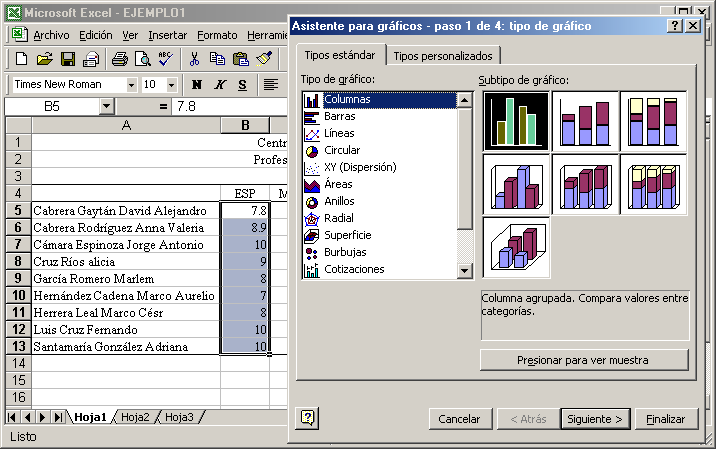 Microsoft Excel - EJEMPLO1
Archivo Edición Ver Insertar Formato Herramie
ABC
Times New Roman 10 N K S
B5 = 7.8
A B
1 Centr
2 Profes
3
4 ESP M
5 Cabrera Gaytán David Alejandro 7.8
6 Cabrera Rodríguez Anna Valeria 8.9
7 Cámara Espinoza Jorge Antonio 10
8 Cruz Ríos alicia 9
9 García Romero Marlem 8
10 Hernández Cadena Marco Aurelio 7
11 Herrera Leal Marco Césr 8
12 Luis Cruz Fernando 10
13 Santamaría González Adriana 10
14
15
16
Hoja1 Hoja2 Hoja3
Listo
Asistente para gráficos - paso 1 de 4: tipo de gráfico
Tipos estándar Tipos personalizados
Tipo de gráfico:
Columnas
Barras
Líneas
Circular
XY (Dispersión)
Áreas
Anillos
Radial
Superficie
Burbujas
Cotizaciones
Subtipo de gráfico:
Columna agrupada. Compara valores entre
categorías.
Presionar para ver muestra
Cancelar < Atrás Siguiente > Finalizar